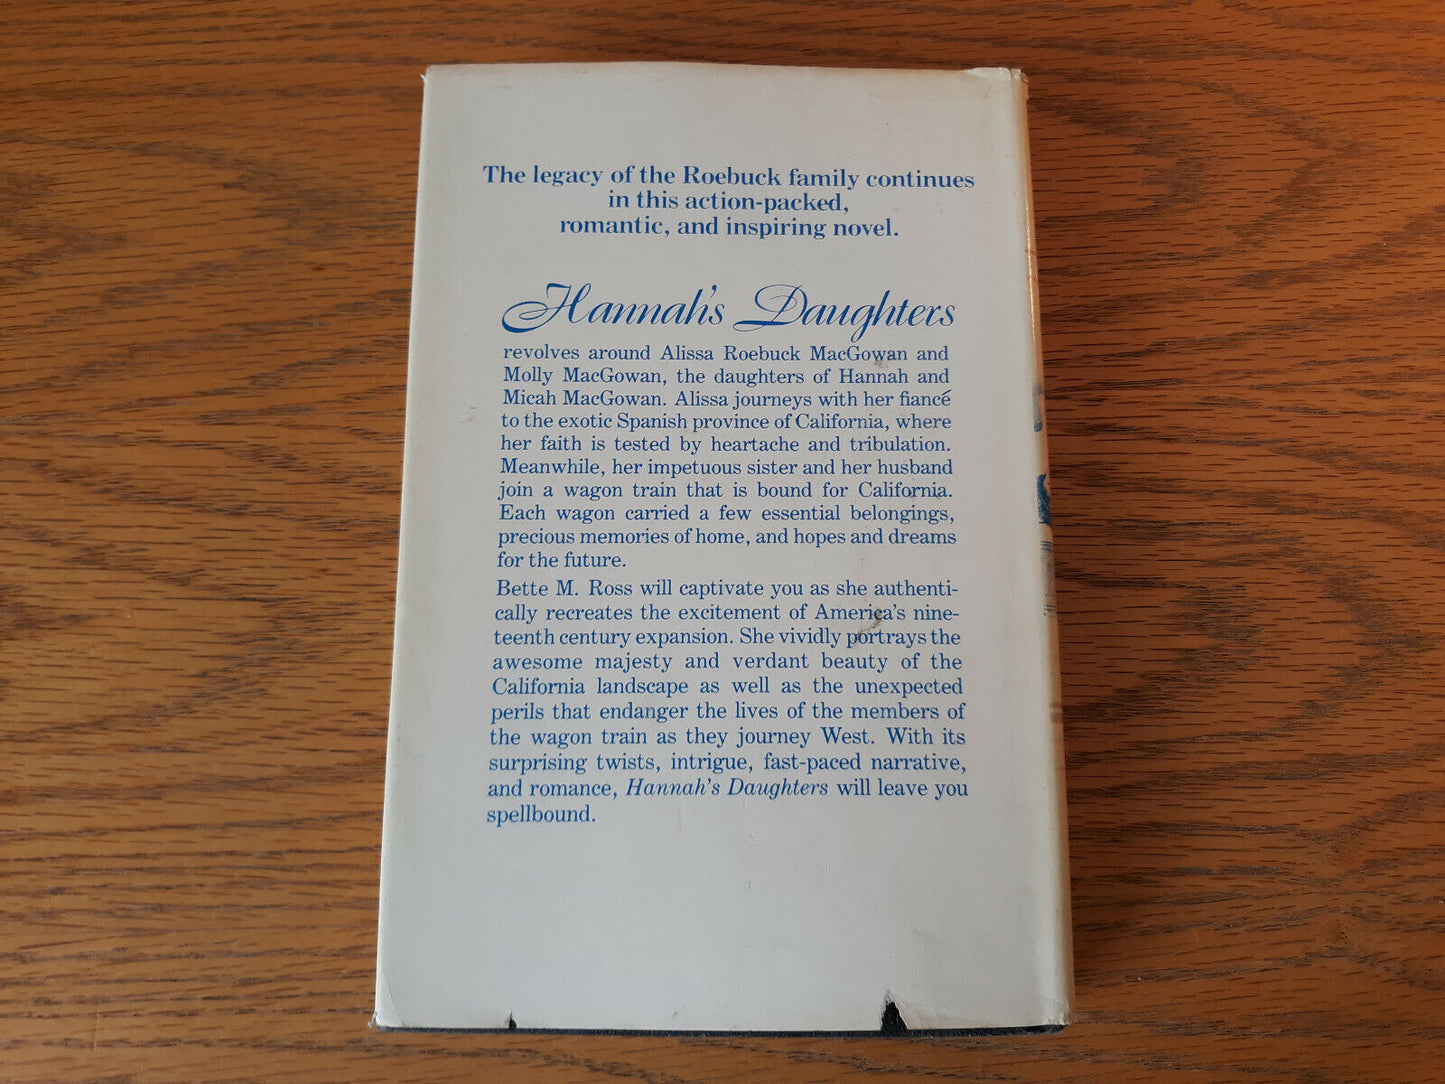 The legacy of the Roebuck family continues
in this action-packed,
romantic, and inspiring novel.
Hannah's Daughters
revolves around Alissa Roebuck MacGowan and
Molly MacGowan, the daughters of Hannah and
Micah MacGowan. Alissa journeys with her fiancé
to the exotic Spanish province of California, where
her faith is tested by heartache and tribulation.
Meanwhile, her impetuous sister and her husband
join a wagon train that is bound for California.
Each wagon carried a few essential belongings,
precious memories of home, and hopes and dreams
for the future.
Bette M. Ross will captivate you as she authenti-
cally recreates the excitement of America's nine-
teenth century expansion. She vividly portrays the
awesome majesty and verdant beauty of the
California landscape as well as the unexpected
perils that endanger the lives of the members of
the wagon train as they journey West. With its
surprising twists, intrigue, fast-paced narrative,
and romance, Hannah's Daughters will leave you
spellbound.